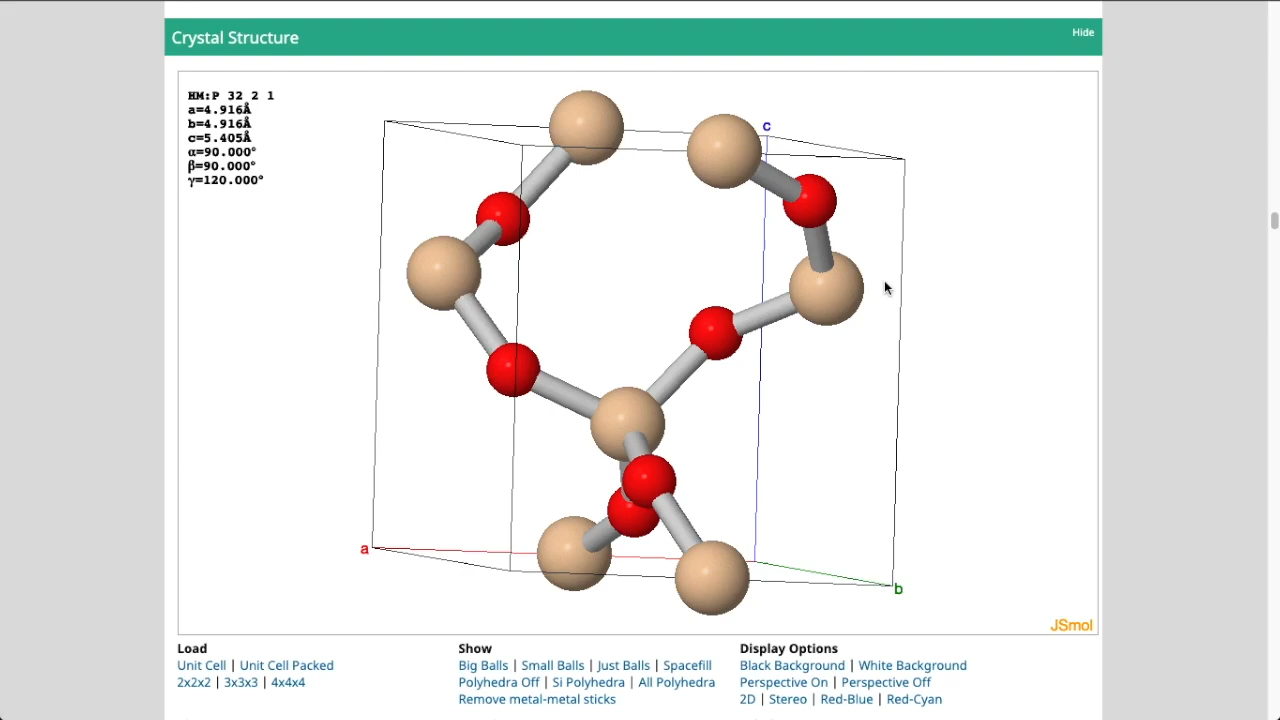 Crystal Structure
Hide
HM:P 32 2 1
a=4.916Å
b=4.916Å
c=5.405Å
α=90.000°
β=90.000°
γ=120.000°
c
a
b
JSmol
Load
Unit Cell | Unit Cell Packed
2x2x2 | 3x3x3 | 4x4x4
Show
Big Balls | Small Balls | Just Balls | Spacefill
Polyhedra Off | Si Polyhedra | All Polyhedra
Remove metal-metal sticks
Display Options
Black Background | White Background
Perspective On | Perspective Off
2D | Stereo | Red-Blue | Red-Cyan